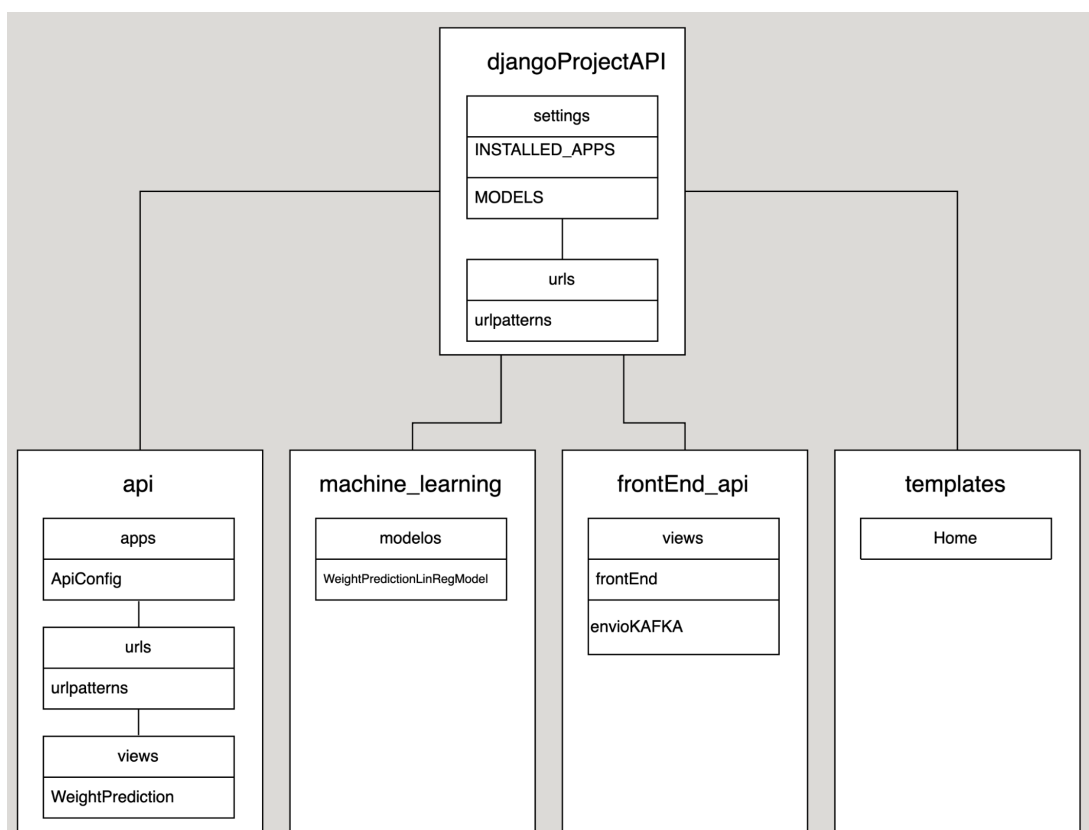 djangoProjectAPI
settings
INSTALLED_APPS
MODELS
urls
urlpatterns
api
apps
ApiConfig
urls
urlpatterns
views
WeightPrediction
machine_learning
modelos
WeightPredictionLinRegModel
frontEnd_api
views
frontEnd
envioKAFKA
templates
Home